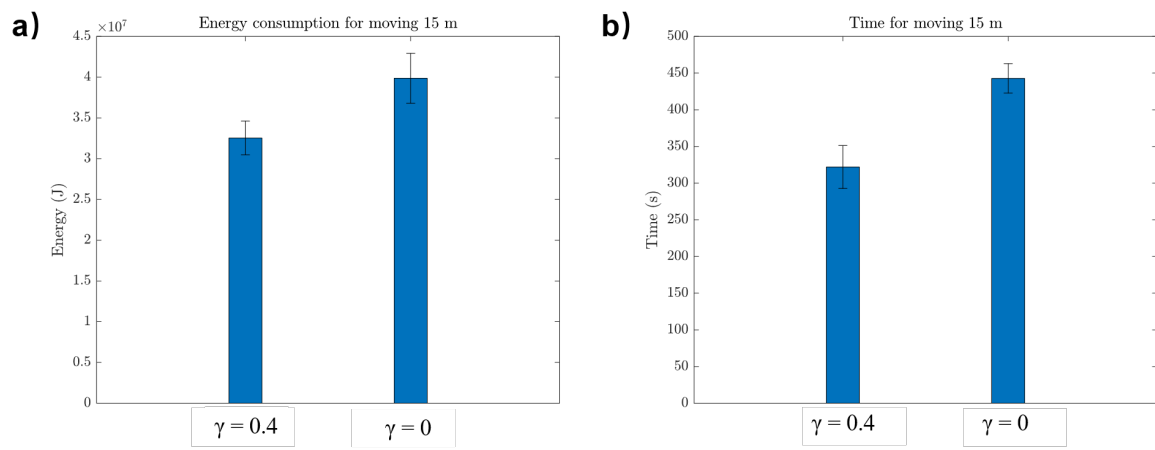 a)
Energy consumption for moving 15 m
×10⁷
4.5
4
3.5
3
2.5
2
1.5
1
0.5
0
Energy (J)
γ = 0.4
γ = 0
b)
Time for moving 15 m
500
450
400
350
300
250
200
150
100
50
0
Time (s)
γ = 0.4
γ = 0